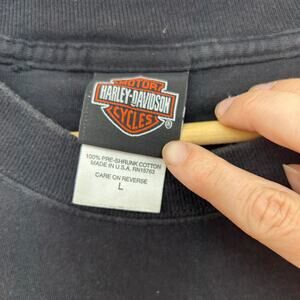 MOTOR
HARLEY-DAVIDSON
CYCLES
100% PRE-SHRUNK COTTON
MADE IN U.S.A. RN15763
CARE ON REVERSE
L